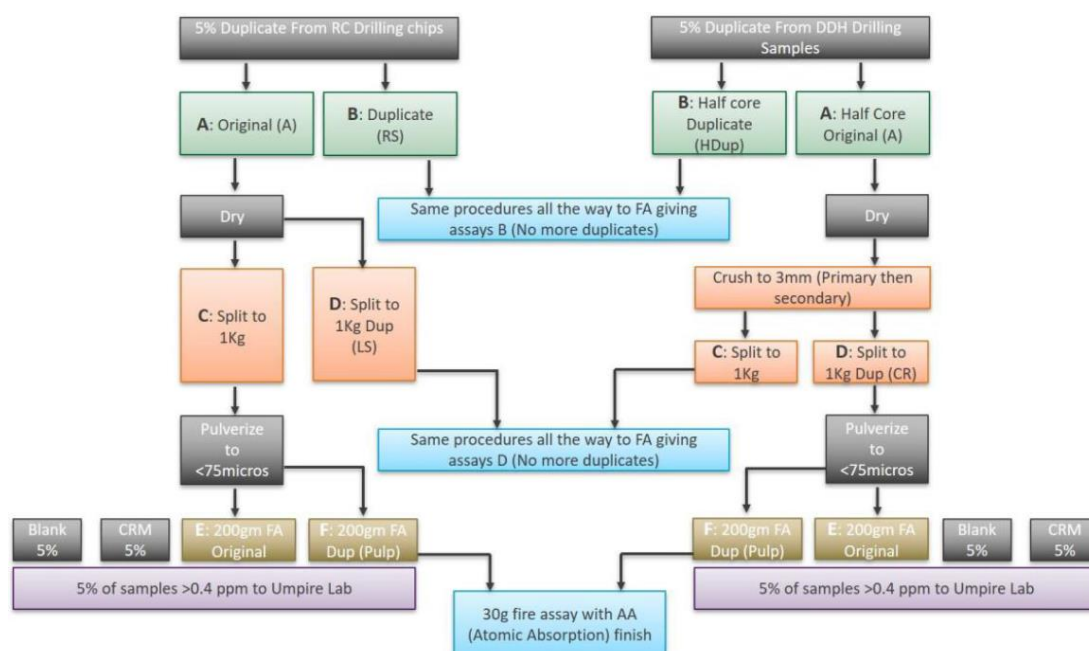 5% Duplicate From RC Drilling chips
5% Duplicate From DDH Drilling
Samples
A: Original (A)
B: Duplicate
(RS)
B: Half core
Duplicate
(HDup)
A: Half Core
Original (A)
Dry
Same procedures all the way to FA giving
assays B (No more duplicates)
Dry
C: Split to
1Kg
D: Split to
1Kg Dup
(LS)
Crush to 3mm (Primary then
secondary)
C: Split to
1Kg
D: Split to
1Kg Dup (CR)
Pulverize
to
<75micros
Same procedures all the way to FA giving
assays D (No more duplicates)
Pulverize
to
<75micros
Blank
5%
CRM
5%
E: 200gm FA
Original
F: 200gm FA
Dup (Pulp)
F: 200gm FA
Dup (Pulp)
E: 200gm FA
Original
Blank
5%
CRM
5%
5% of samples >0.4 ppm to Umpire Lab
5% of samples >0.4 ppm to Umpire Lab
30g fire assay with AA
(Atomic Absorption) finish